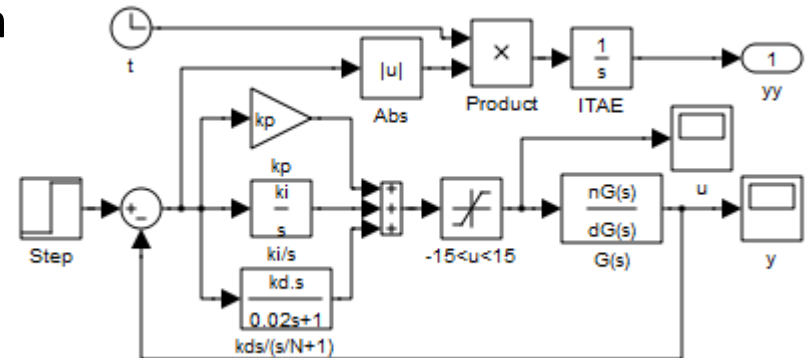 n
t
|u|
Abs
×
Product
1
s
ITAE
1
yy
kp
kp
ki
s
ki/s
kd.s
0.02s+1
kds/(s/N+1)
Step
+
−
+
+
+
-15<u<15
nG(s)
dG(s)
G(s)
u
y